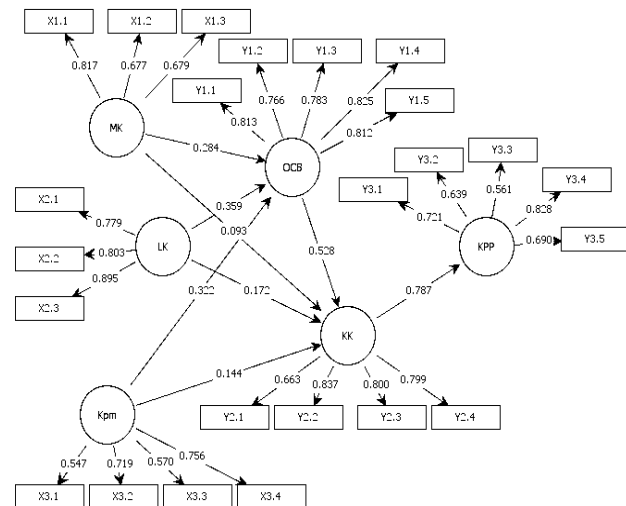 X1.1 X1.2 X1.3
0.817 0.677 0.679
Y1.2 Y1.3 Y1.4
Y1.1 0.766 0.783 0.825 Y1.5
0.813 0.812
MK
0.284
OCB
Y3.3
Y3.2
Y3.1 Y3.4
0.639 0.561
0.721 0.828
X2.1
0.779
0.359
0.093
LK
KPP
0.690 Y3.5
X2.2 0.803
0.895
X2.3
0.528
0.322 0.172
0.787
KK
0.144
0.663 0.837 0.800 0.799
Y2.1 Y2.2 Y2.3 Y2.4
Kpm
0.547 0.719 0.570 0.756
X3.1 X3.2 X3.3 X3.4